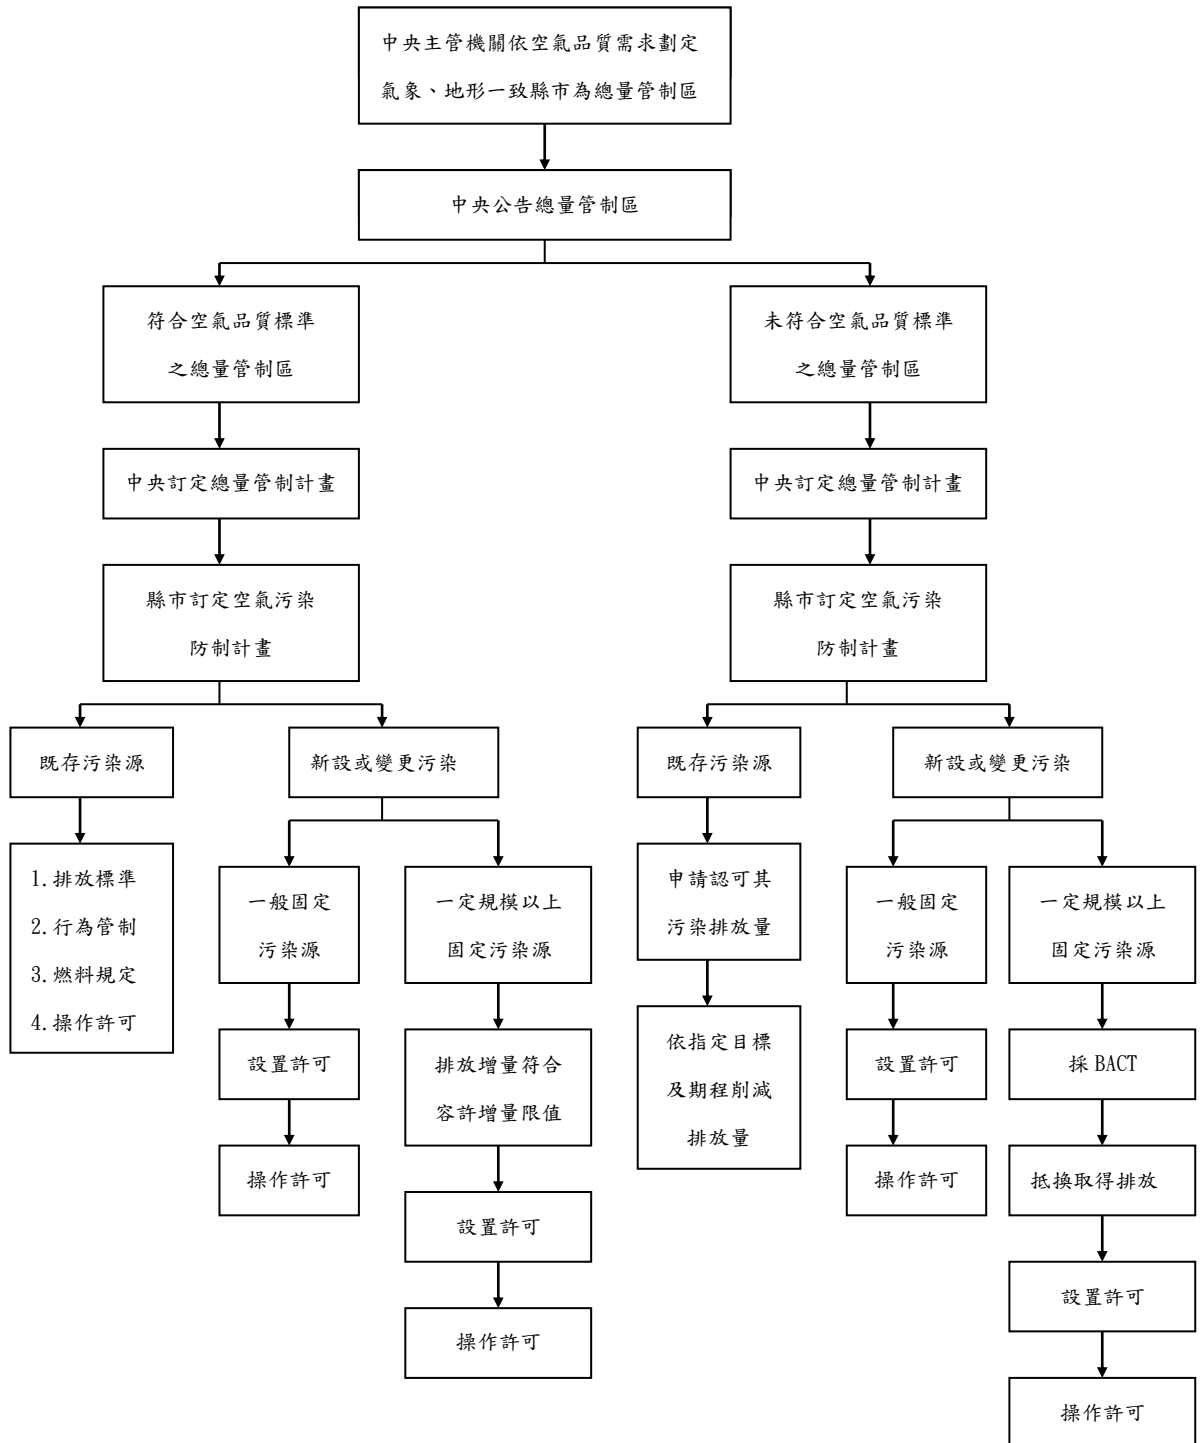 中央主管機關依空氣品質需求劃定
氣象、地形一致縣市為總量管制區
中央公告總量管制區
符合空氣品質標準
之總量管制區
未符合空氣品質標準
之總量管制區
中央訂定總量管制計畫
中央訂定總量管制計畫
縣市訂定空氣污染
防制計畫
縣市訂定空氣污染
防制計畫
既存污染源
新設或變更污染
既存污染源
新設或變更污染
1.排放標準
2.行為管制
3.燃料規定
4.操作許可
一般固定
污染源
一定規模以上
固定污染源
申請認可其
污染排放量
一般固定
污染源
一定規模以上
固定污染源
設置許可
排放增量符合
容許增量限值
依指定目標
及期程削減
排放量
設置許可
採 BACT
操作許可
設置許可
操作許可
抵換取得排放
操作許可
設置許可
操作許可